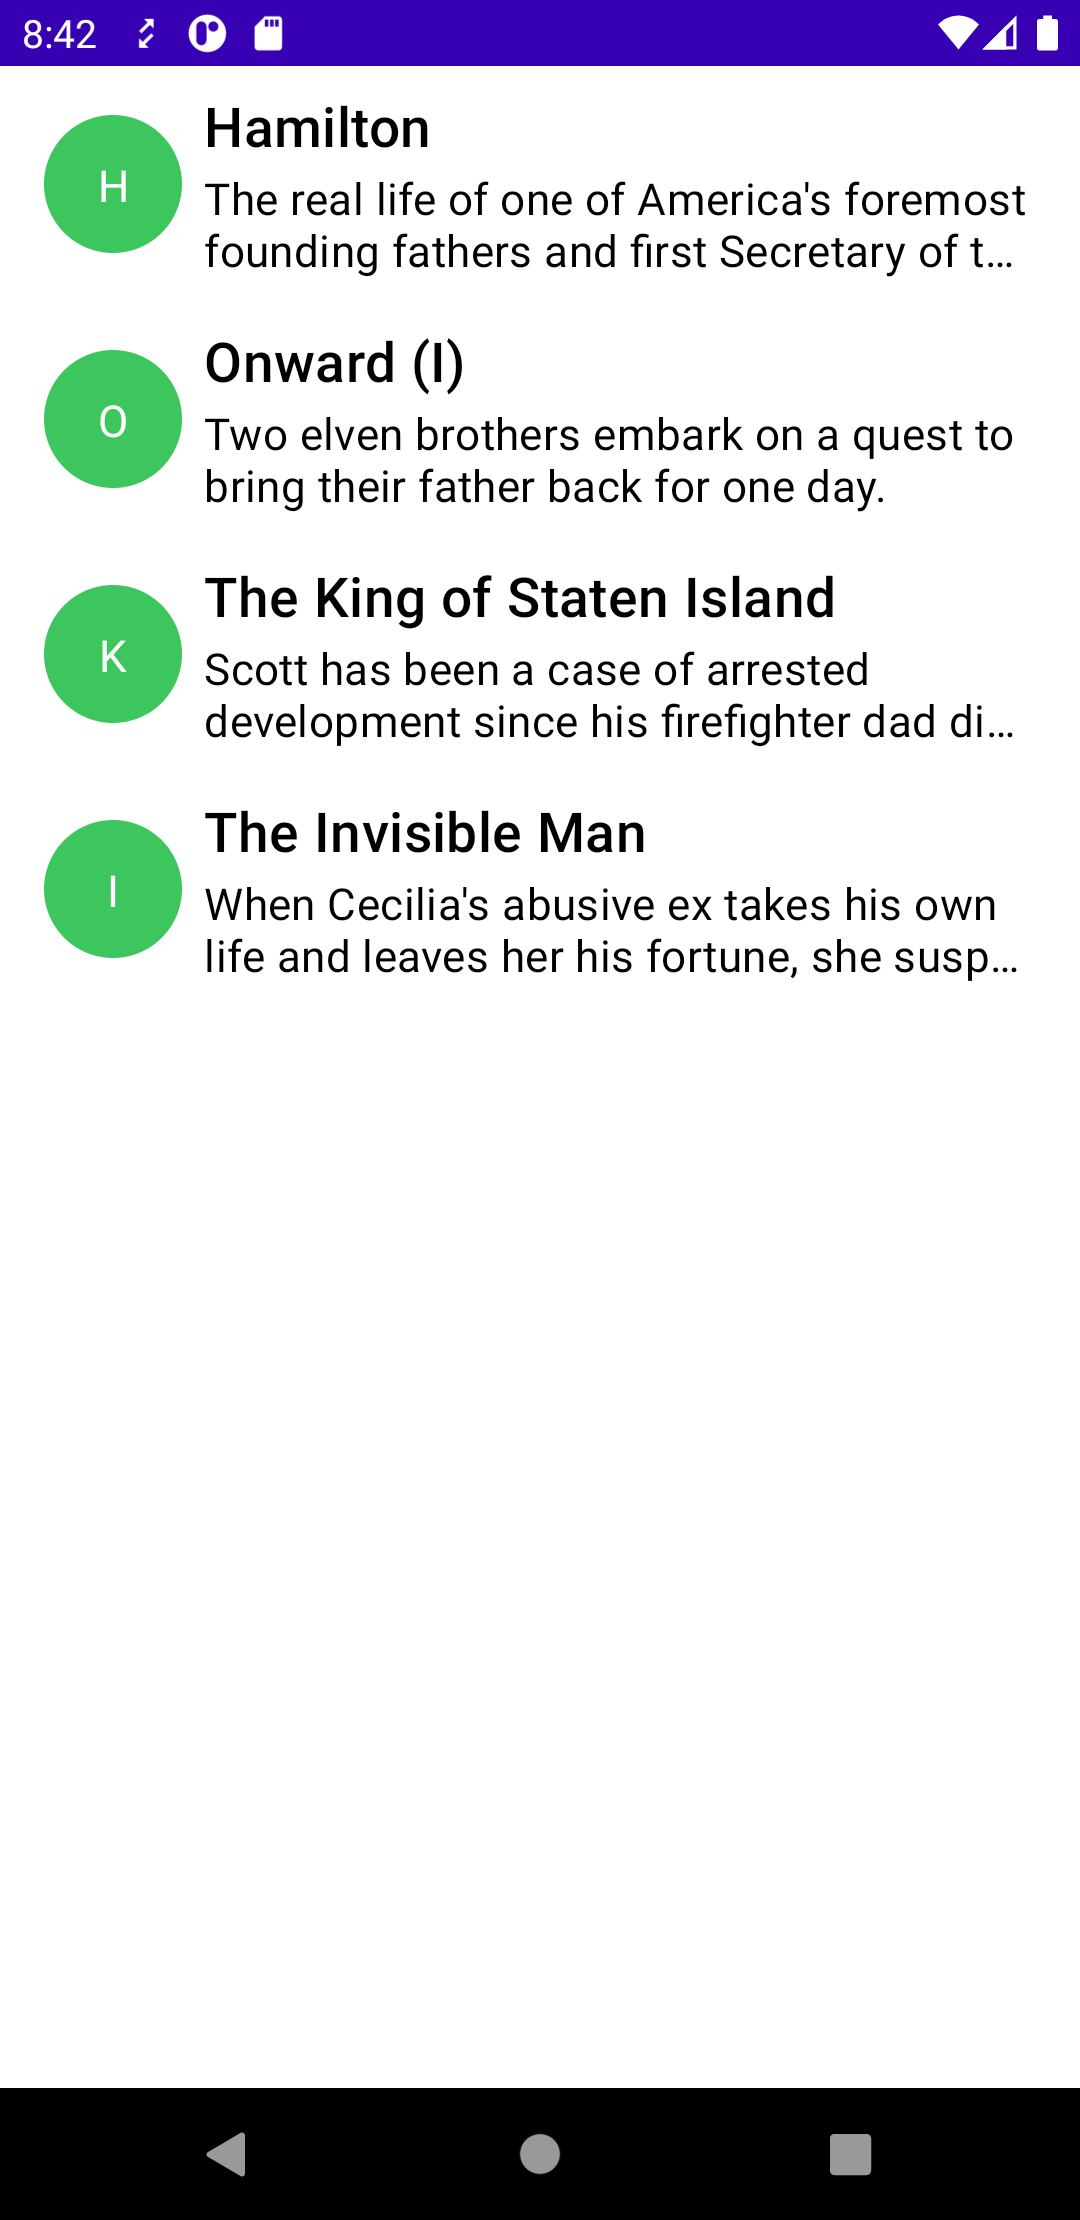 8:42
H
Hamilton
The real life of one of America's foremost
founding fathers and first Secretary of t...
O
Onward (I)
Two elven brothers embark on a quest to
bring their father back for one day.
K
The King of Staten Island
Scott has been a case of arrested
development since his firefighter dad di...
I
The Invisible Man
When Cecilia's abusive ex takes his own
life and leaves her his fortune, she susp...